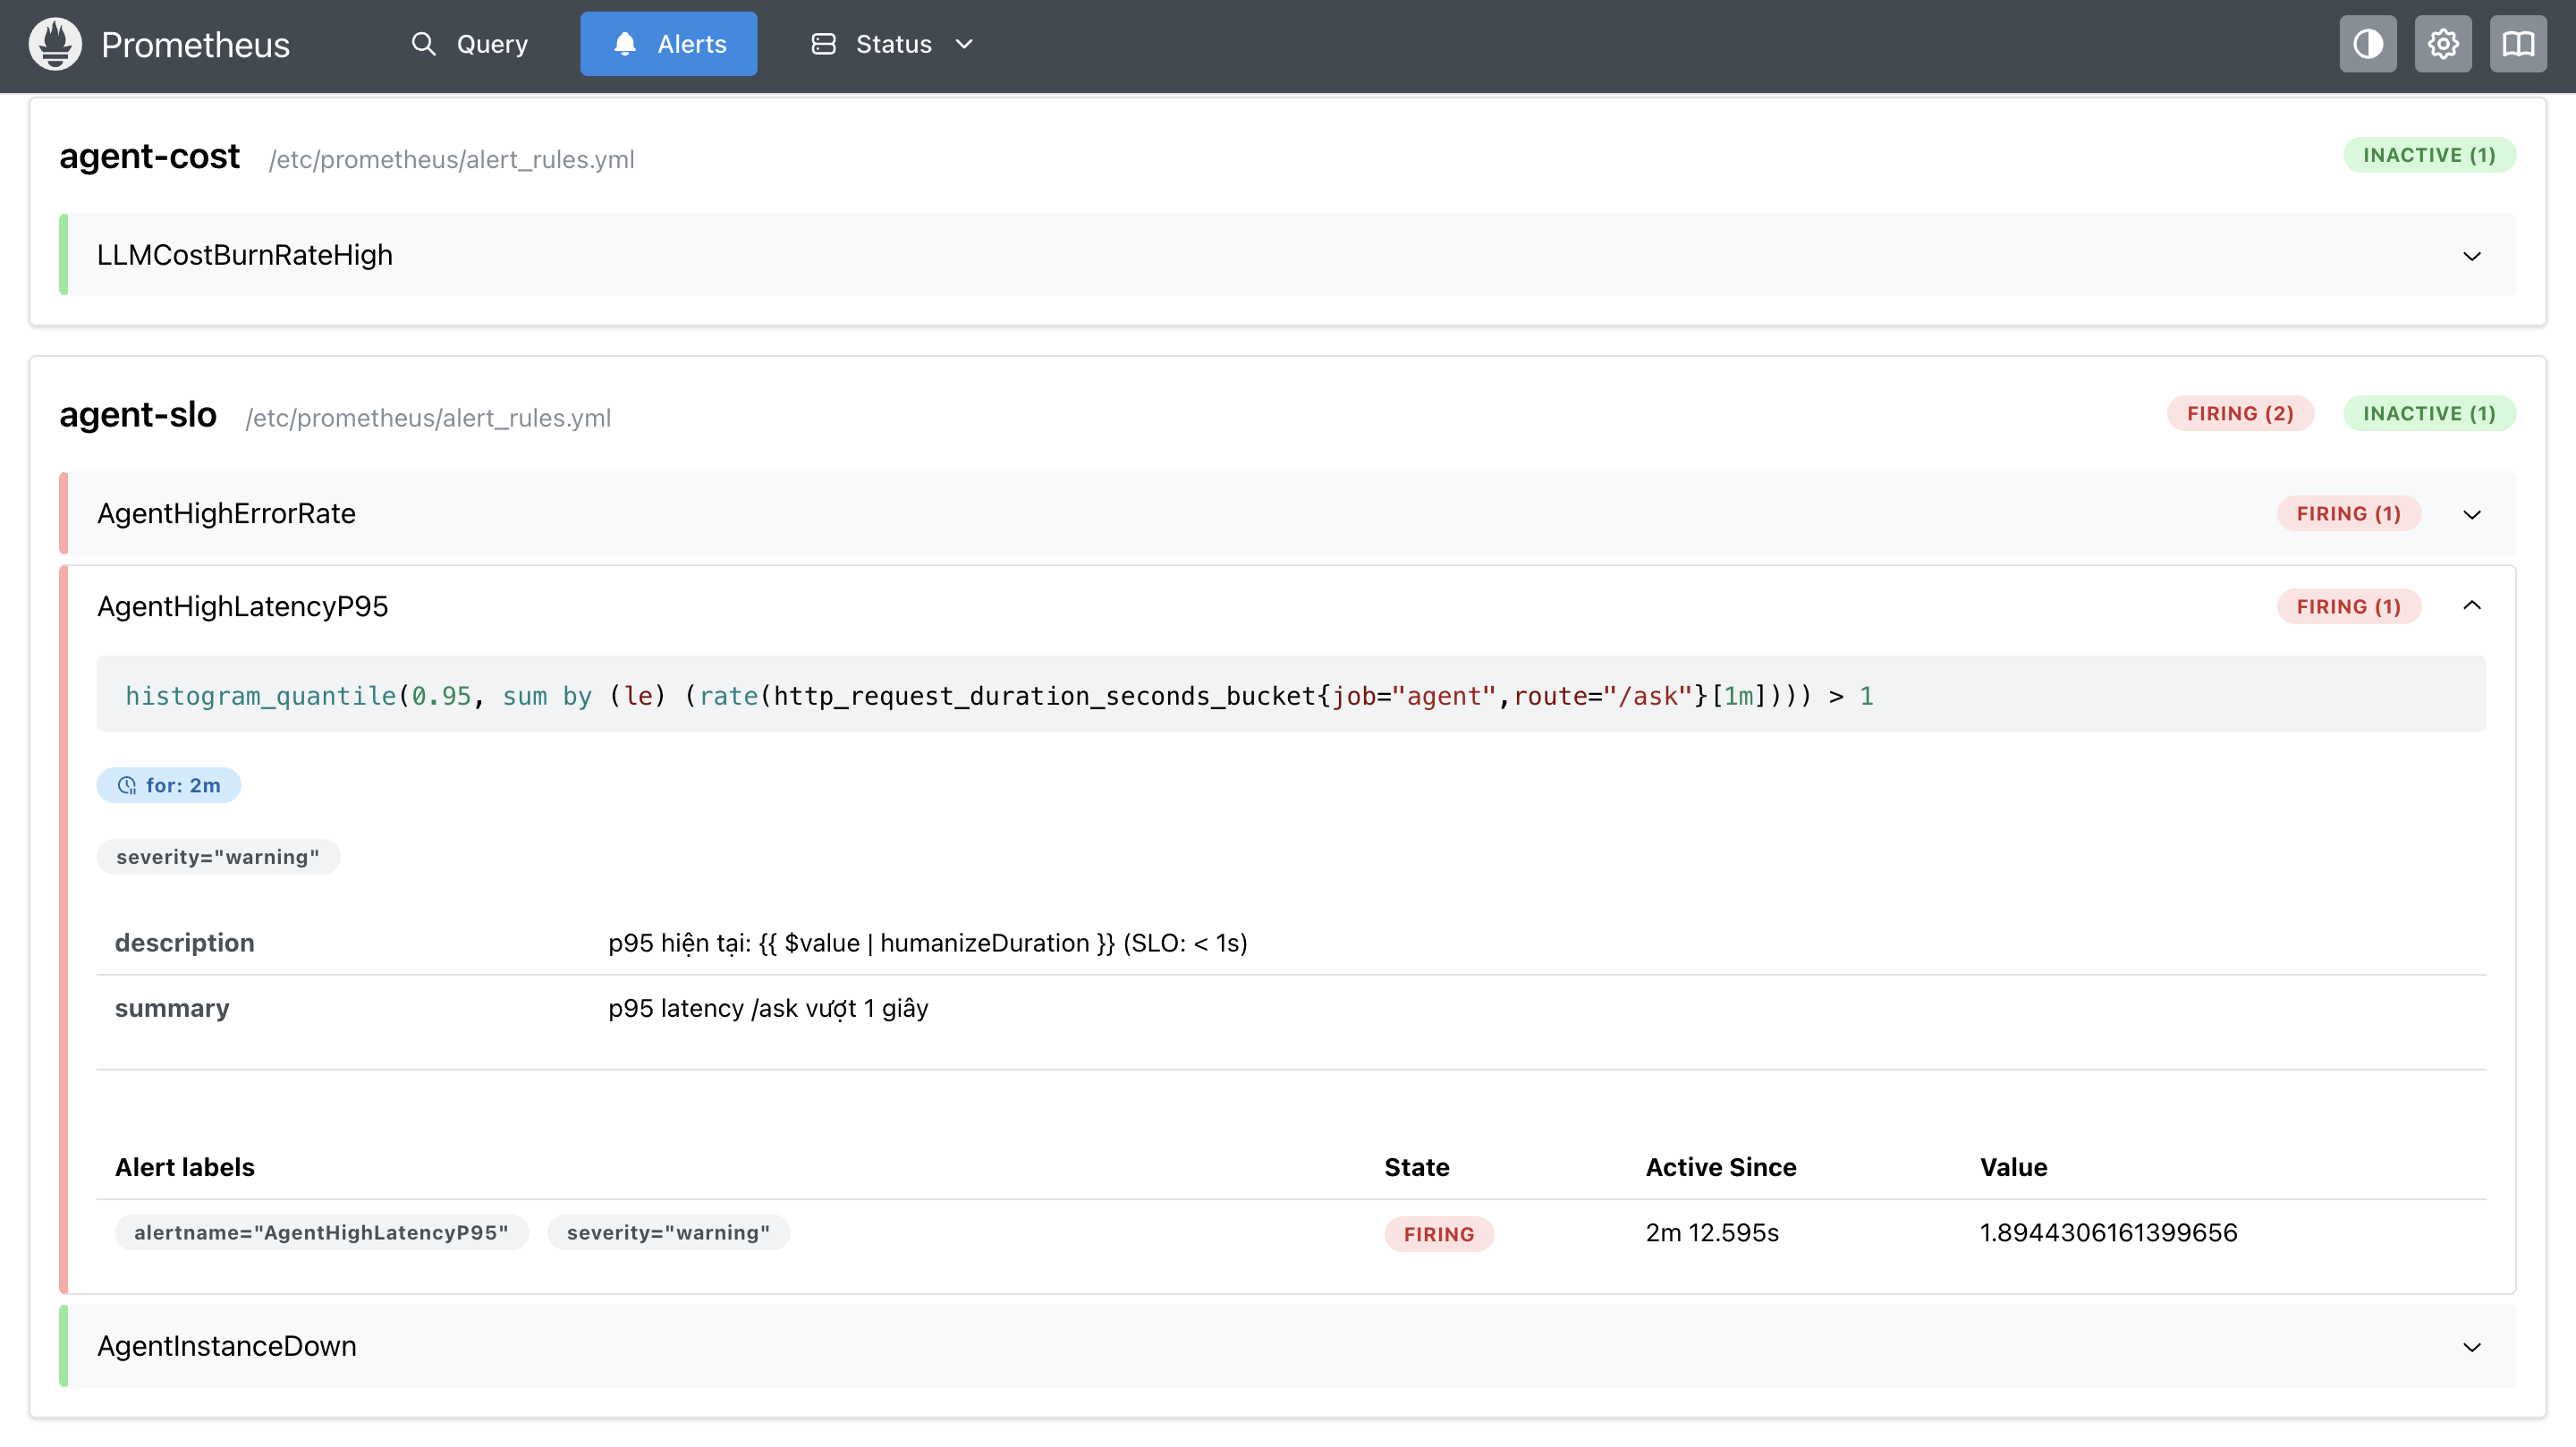 Prometheus
Query
Alerts
Status
agent-cost /etc/prometheus/alert_rules.yml INACTIVE (1)
LLMCostBurnRateHigh
agent-slo /etc/prometheus/alert_rules.yml FIRING (2) INACTIVE (1)
AgentHighErrorRate FIRING (1)
AgentHighLatencyP95 FIRING (1)
histogram_quantile(0.95, sum by (le) (rate(http_request_duration_seconds_bucket{job="agent",route="/ask"}[1m]))) > 1
for: 2m
severity="warning"
description p95 hiện tại: {{ $value | humanizeDuration }} (SLO: < 1s)
summary p95 latency /ask vượt 1 giây
Alert labels State Active Since Value
alertname="AgentHighLatencyP95" severity="warning" FIRING 2m 12.595s 1.8944306161399656
AgentInstanceDown